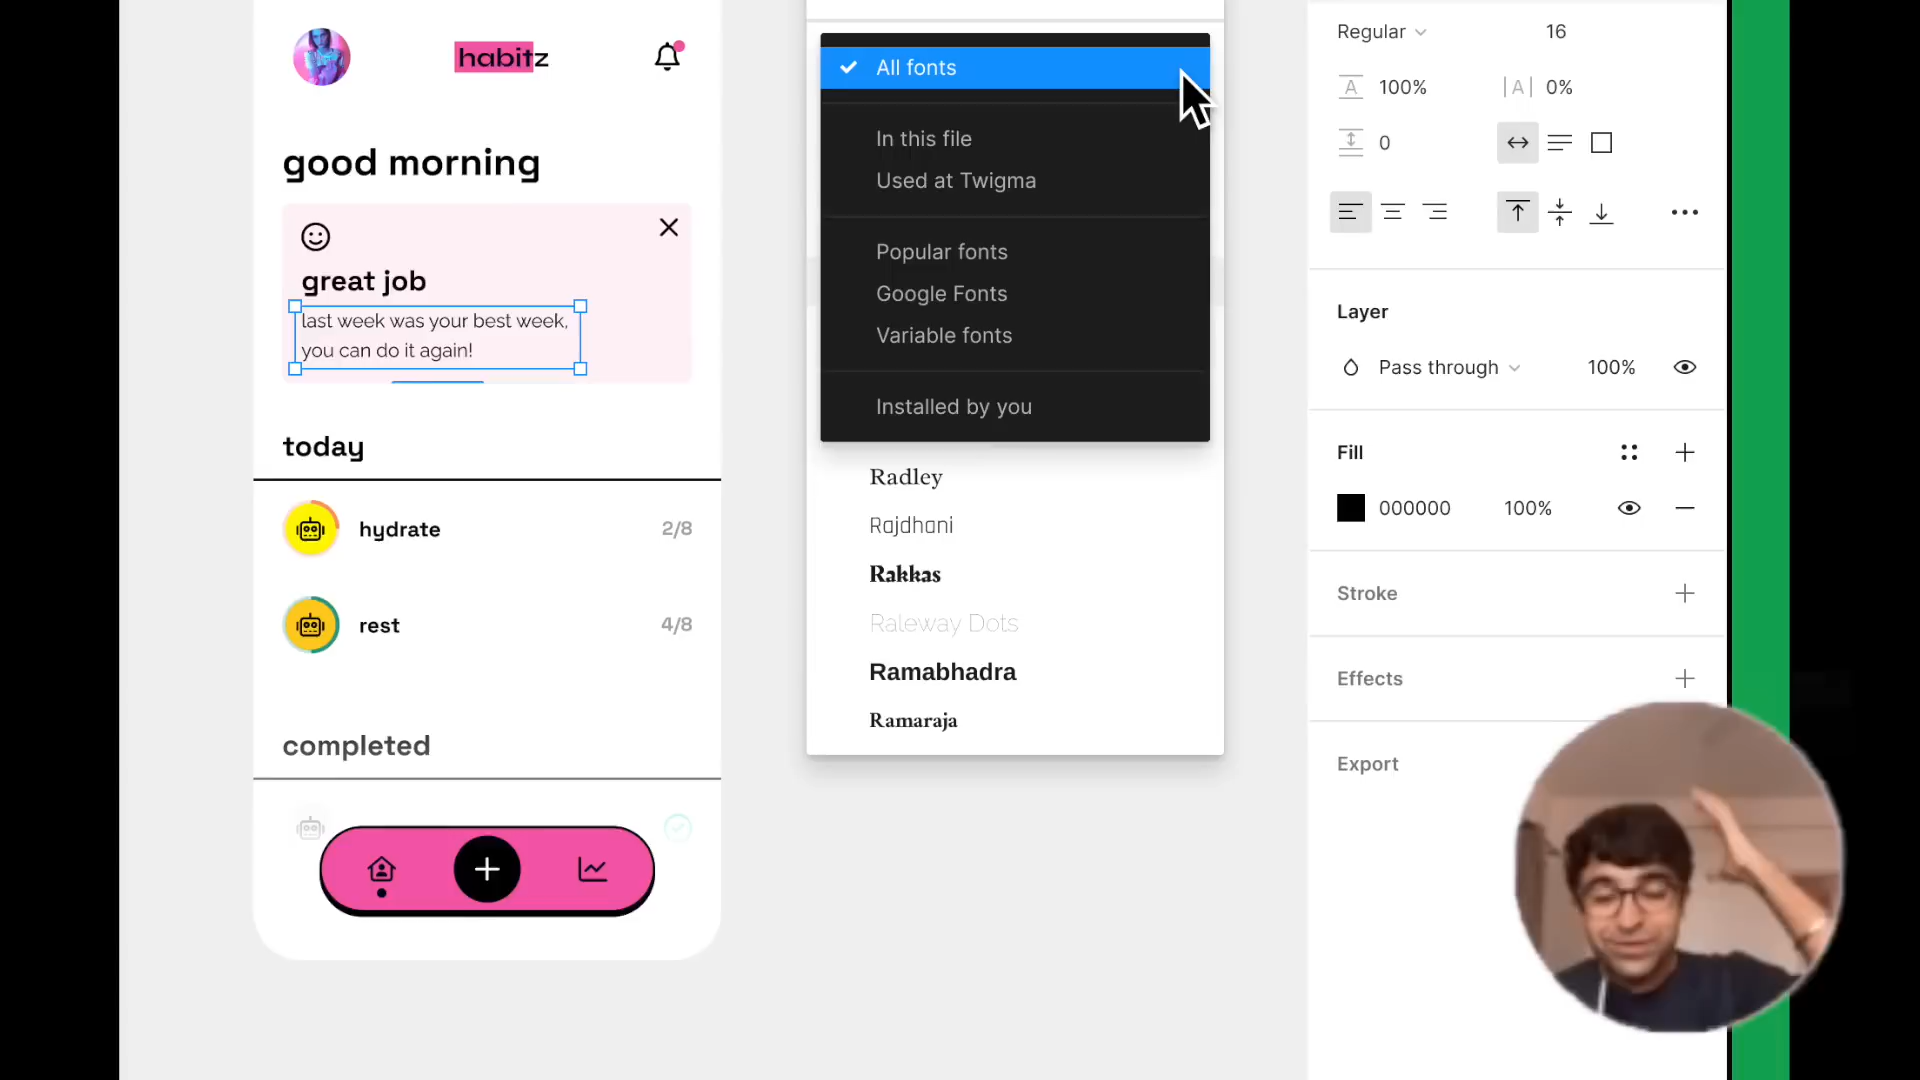 habitz
good morning
great job
last week was your best week,
you can do it again!
today
hydrate 2/8
rest 4/8
completed
All fonts
In this file
Used at Twigma
Popular fonts
Google Fonts
Variable fonts
Installed by you
Radley
Rajdhani
Rakkas
Raleway Dots
Ramabhadra
Ramaraja
Regular 16
A 100% |A| 0%
0
Layer
Pass through 100%
Fill
000000 100%
Stroke
Effects
Export